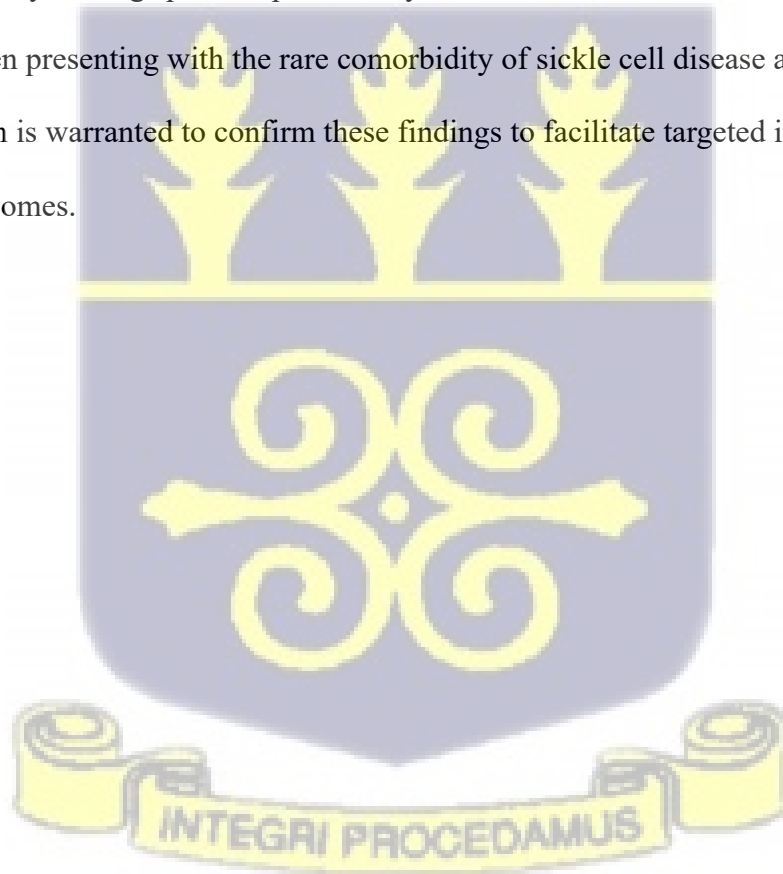 en presenting with the rare comorbidity of sickle cell disease a
n is warranted to confirm these findings to facilitate targeted i
omes.
INTEGRI PROCEDAMUS